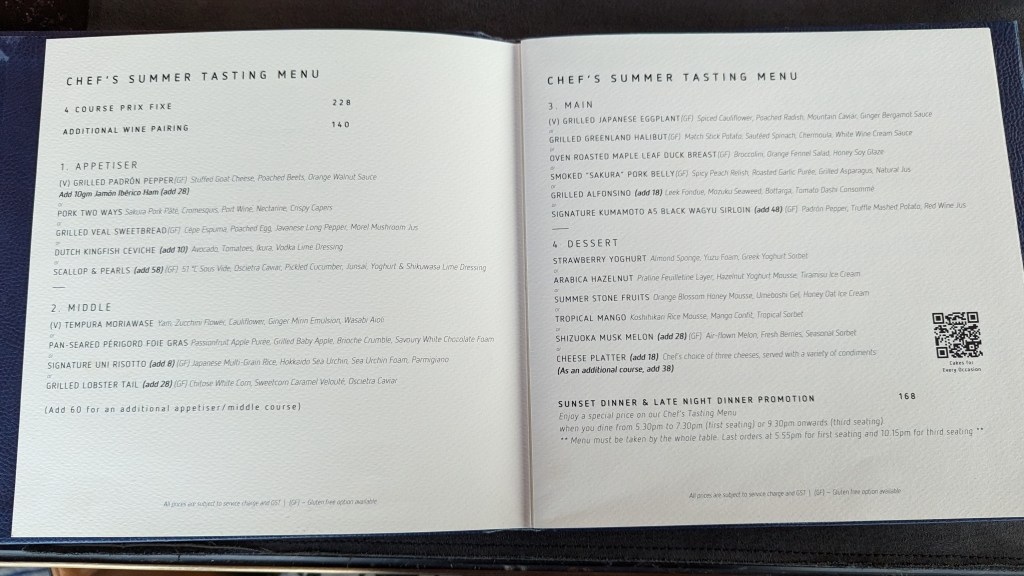 CHEF'S SUMMER TASTING MENU
4 COURSE PRIX FIXE 228
ADDITIONAL WINE PAIRING 140
1. APPETISER
(V) GRILLED PADRÓN PEPPER(GF) Stuffed Goat Cheese, Poached Beets, Orange Walnut Sauce
Add 10gm Jamón Ibérico Ham (add 28)
or
PORK TWO WAYS Sakura Pork Pâté, Cromesquis, Port Wine, Nectarine, Crispy Capers
or
GRILLED VEAL SWEETBREAD(GF) Cèpe Espuma, Poached Egg, Javanese Long Pepper, Morel Mushroom Jus
or
DUTCH KINGFISH CEVICHE (add 10) Avocado, Tomatoes, Ikura, Vodka Lime Dressing
or
SCALLOP & PEARLS (add 58)(GF) 51 °C Sous Vide, Oscietra Caviar, Pickled Cucumber, Junsai, Yoghurt & Shikuwasa Lime Dressing
2. MIDDLE
(V) TEMPURA MORIAWASE Yam, Zucchini Flower, Cauliflower, Ginger Mirin Emulsion, Wasabi Aioli
or
PAN-SEARED PÉRIGORD FOIE GRAS Passionfruit Apple Purée, Grilled Baby Apple, Brioche Crumble, Savoury White Chocolate Foam
or
SIGNATURE UNI RISOTTO (add 8)(GF) Japanese Multi-Grain Rice, Hokkaido Sea Urchin, Sea Urchin Foam, Parmigiano
or
GRILLED LOBSTER TAIL (add 28)(GF) Chitose White Corn, Sweetcorn Caramel Velouté, Oscietra Caviar
(Add 60 for an additional appetiser/middle course)
All prices are subject to service charge and GST | (GF) – Gluten free option available
CHEF'S SUMMER TASTING MENU
3. MAIN
(V) GRILLED JAPANESE EGGPLANT(GF) Spiced Cauliflower, Poached Radish, Mountain Caviar, Ginger Bergamot Sauce
or
GRILLED GREENLAND HALIBUT(GF) Match Stick Potato, Sautéed Spinach, Chermoula, White Wine Cream Sauce
or
OVEN ROASTED MAPLE LEAF DUCK BREAST(GF) Broccolini, Orange Fennel Salad, Honey Soy Glaze
or
SMOKED "SAKURA" PORK BELLY(GF) Spicy Peach Relish, Roasted Garlic Purée, Grilled Asparagus, Natural Jus
or
GRILLED ALFONSINO (add 18) Leek Fondue, Mozuku Seaweed, Bottarga, Tomato Dashi Consommé
or
SIGNATURE KUMAMOTO A5 BLACK WAGYU SIRLOIN (add 48)(GF) Padrón Pepper, Truffle Mashed Potato, Red Wine Jus
4. DESSERT
STRAWBERRY YOGHURT Almond Sponge, Yuzu Foam, Greek Yoghurt Sorbet
or
ARABICA HAZELNUT Praline Feuilletine Layer, Hazelnut Yoghurt Mousse, Tiramisu Ice Cream
or
SUMMER STONE FRUITS Orange Blossom Honey Mousse, Umeboshi Gel, Honey Oat Ice Cream
or
TROPICAL MANGO Koshihikari Rice Mousse, Mango Confit, Tropical Sorbet
or
SHIZUOKA MUSK MELON (add 28)(GF) Air-flown Melon, Fresh Berries, Seasonal Sorbet
or
CHEESE PLATTER (add 18) Chef's choice of three cheeses, served with a variety of condiments
(As an additional course, add 38)
Cakes for
Every Occasion
SUNSET DINNER & LATE NIGHT DINNER PROMOTION 168
Enjoy a special price on our Chef's Tasting Menu
when you dine from 5.30pm to 7.30pm (first seating) or 9.30pm onwards (third seating)
** Menu must be taken by the whole table. Last orders at 5.55pm for first seating and 10.15pm for third seating **
All prices are subject to service charge and GST | (GF) – Gluten free option available